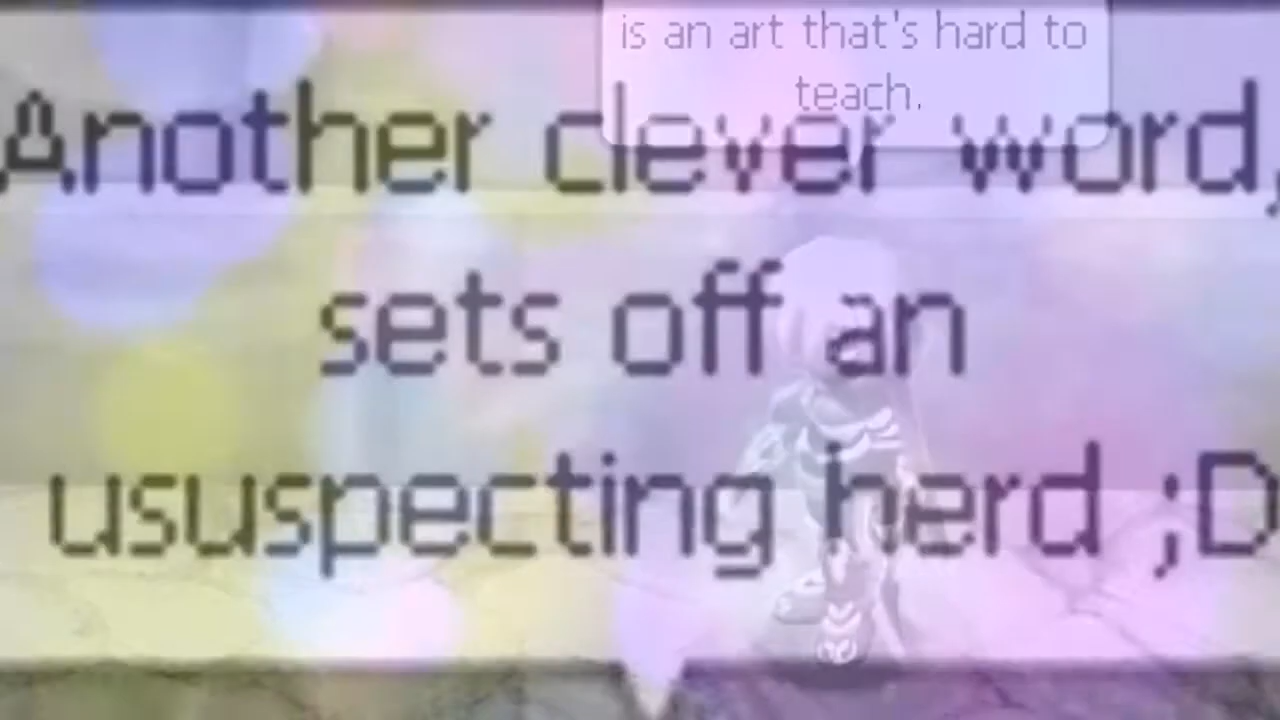 is an art that's hard to
teach.
Another clever word,
sets off an
ususpecting herd ;D